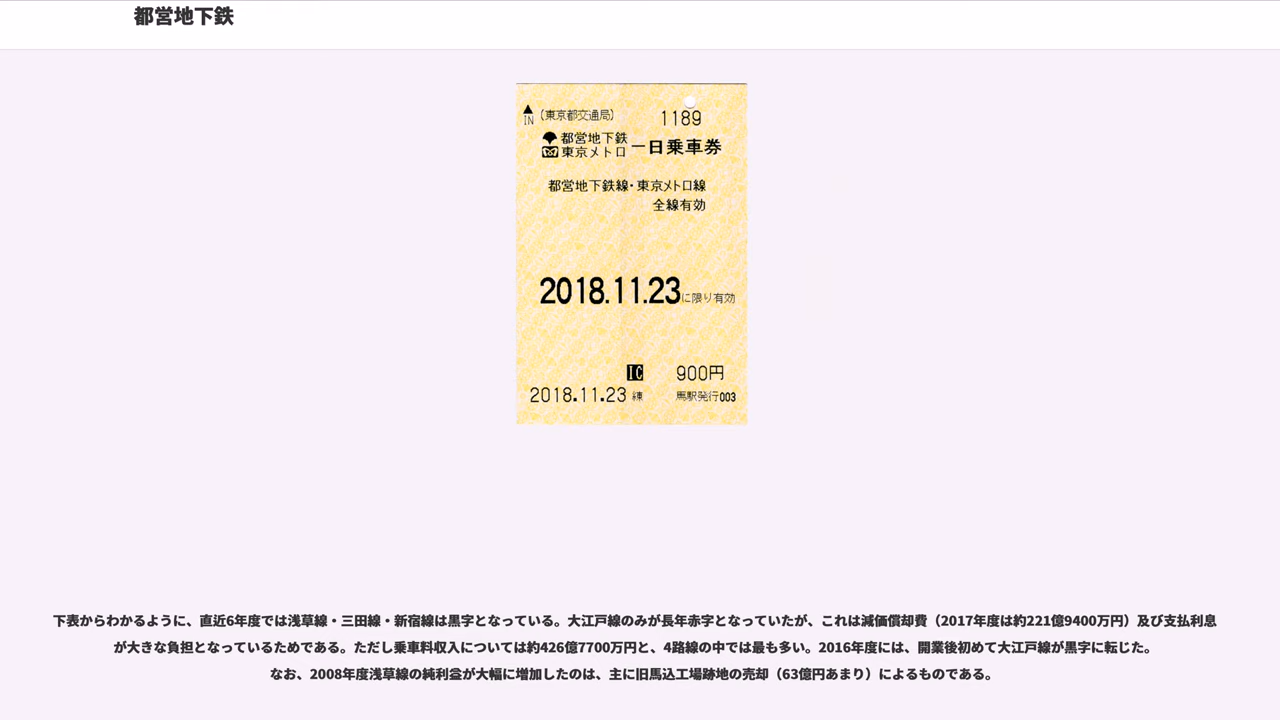 都営地下鉄
IN (東京都交通局) 1189
都営地下鉄
東京メトロ
一日乗車券
都営地下鉄線・東京メトロ線
全線有効
2018.11.23に限り有効
IC 900円
2018.11.23 練馬駅発行003
下表からわかるように、直近6年度では浅草線・三田線・新宿線は黒字となっている。大江戸線のみが長年赤字となっていたが、これは減価償却費（2017年度は約221億9400万円）及び支払利息
が大きな負担となっているためである。ただし乗車料収入については約426億7700万円と、4路線の中では最も多い。2016年度には、開業後初めて大江戸線が黒字に転じた。
なお、2008年度浅草線の純利益が大幅に増加したのは、主に旧馬込工場跡地の売却（63億円あまり）によるものである。